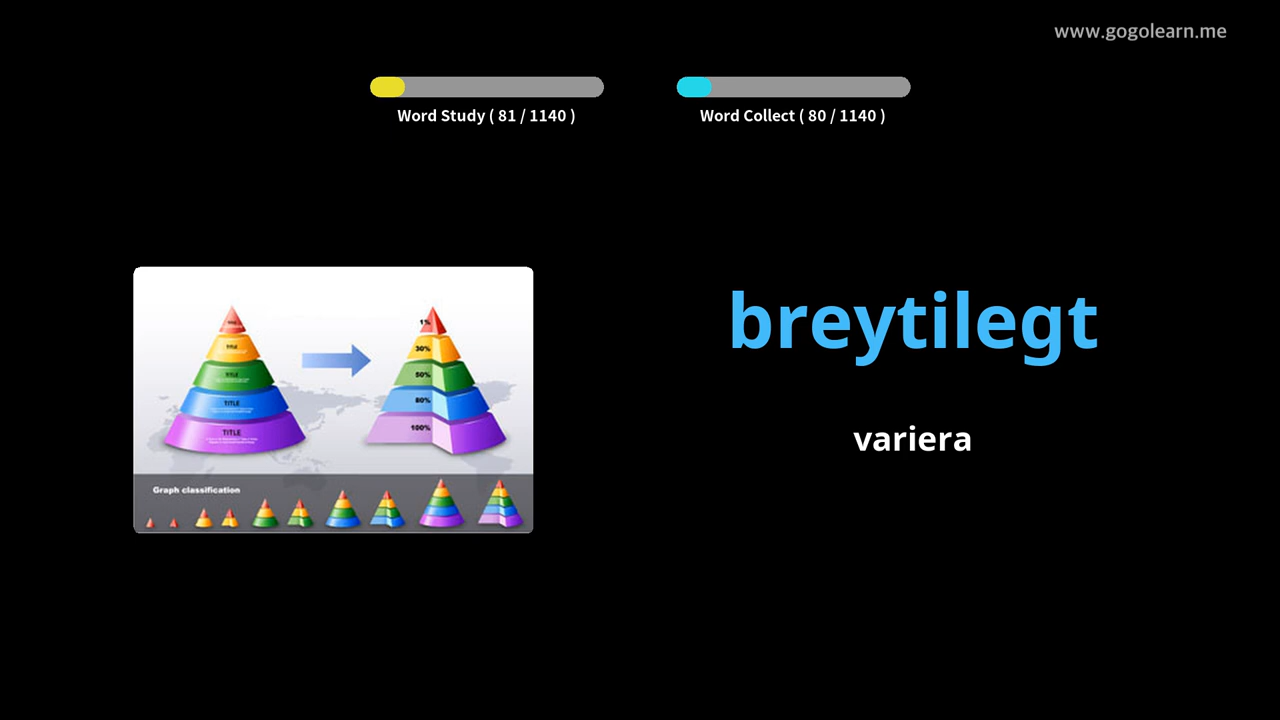 www.gogolearn.me
Word Study ( 81 / 1140 )
Word Collect ( 80 / 1140 )
breytilegt
variera
TITLE
TITLE
TITLE
TITLE
1%
30%
50%
80%
100%
Graph classification